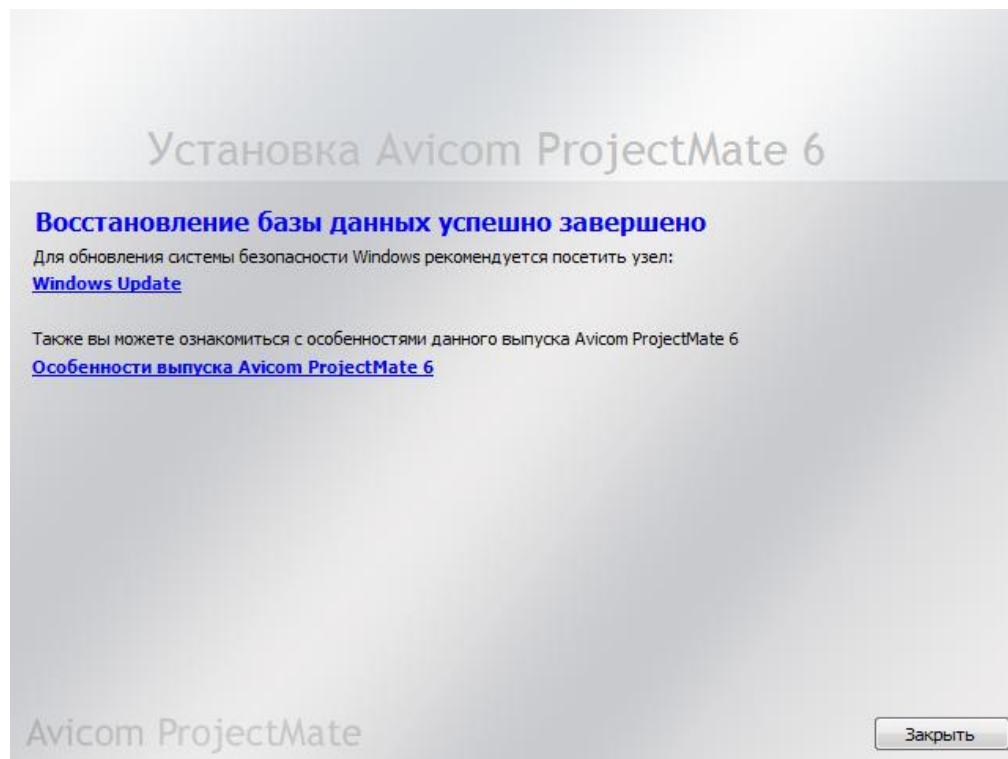 Установка Avicom ProjectMate 6
Восстановление базы данных успешно завершено
Для обновления системы безопасности Windows рекомендуется посетить узел:
Windows Update
Также вы можете ознакомиться с особенностями данного выпуска Avicom ProjectMate 6
Особенности выпуска Avicom ProjectMate 6
Avicom ProjectMate
Закрыть